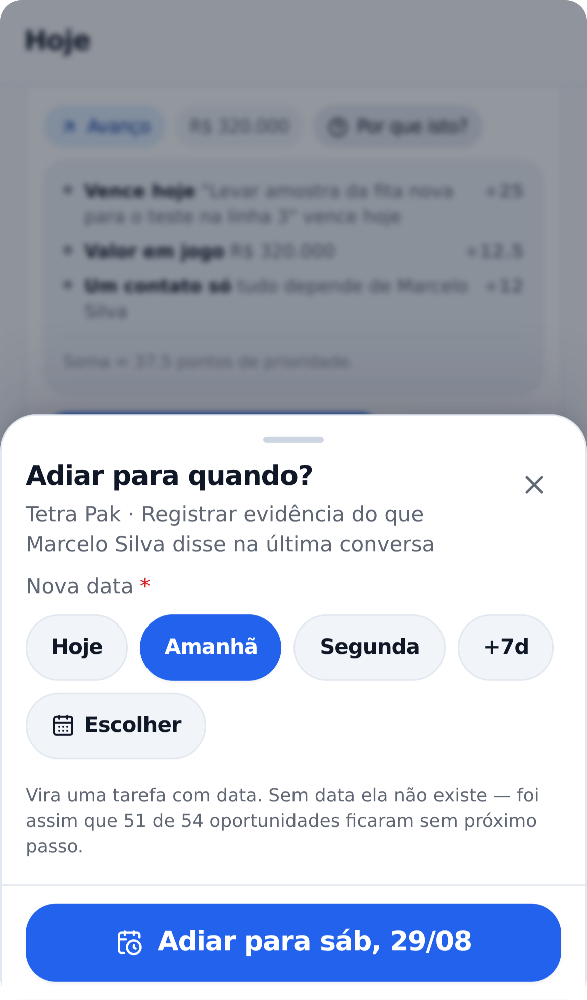 Hoje
Avanço R$ 320.000 Por que isto?
Vence hoje "Levar amostra da fita nova +25
para o teste na linha 3" vence hoje
Valor em jogo R$ 320.000 +12.5
Um contato só tudo depende de Marcelo +12
Silva
Soma = 37.5 pontos de prioridade.
Adiar para quando?
Tetra Pak · Registrar evidência do que
Marcelo Silva disse na última conversa
Nova data *
Hoje Amanhã Segunda +7d
Escolher
Vira uma tarefa com data. Sem data ela não existe — foi
assim que 51 de 54 oportunidades ficaram sem próximo
passo.
Adiar para sáb, 29/08